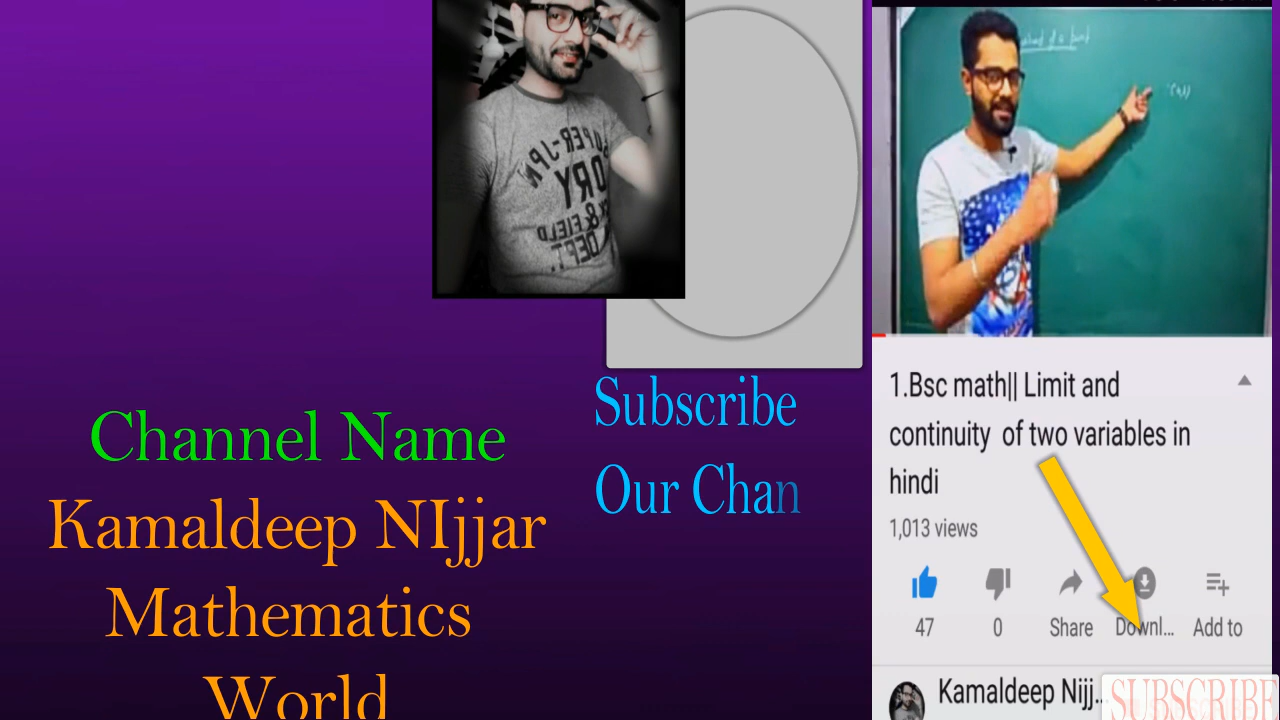 Channel Name
Kamaldeep NIjjar
Mathematics
World
Subscribe
Our Chan
1.Bsc math|| Limit and
continuity of two variables in
hindi
1,013 views
47
0
Share
Downl...
Add to
Kamaldeep Nijj...
SUBSCRIBE